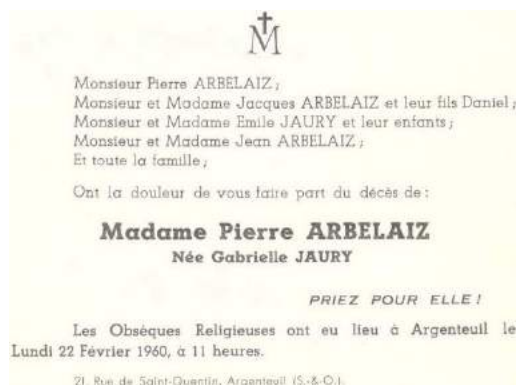 M
Monsieur Pierre ARBELAIZ ;
Monsieur et Madame Jacques ARBELAIZ et leur fils Daniel ;
Monsieur et Madame Emile JAURY et leur enfants ;
Monsieur et Madame Jean ARBELAIZ ;
Et toute la famille ;
Ont la douleur de vous faire part du décès de :
Madame Pierre ARBELAIZ
Née Gabrielle JAURY
PRIEZ POUR ELLE !
Les Obsèques Religieuses ont eu lieu à Argenteuil le
Lundi 22 Février 1960, à 11 heures.
21, Rue de Saint-Quentin, Argenteuil (S.-&-O.).